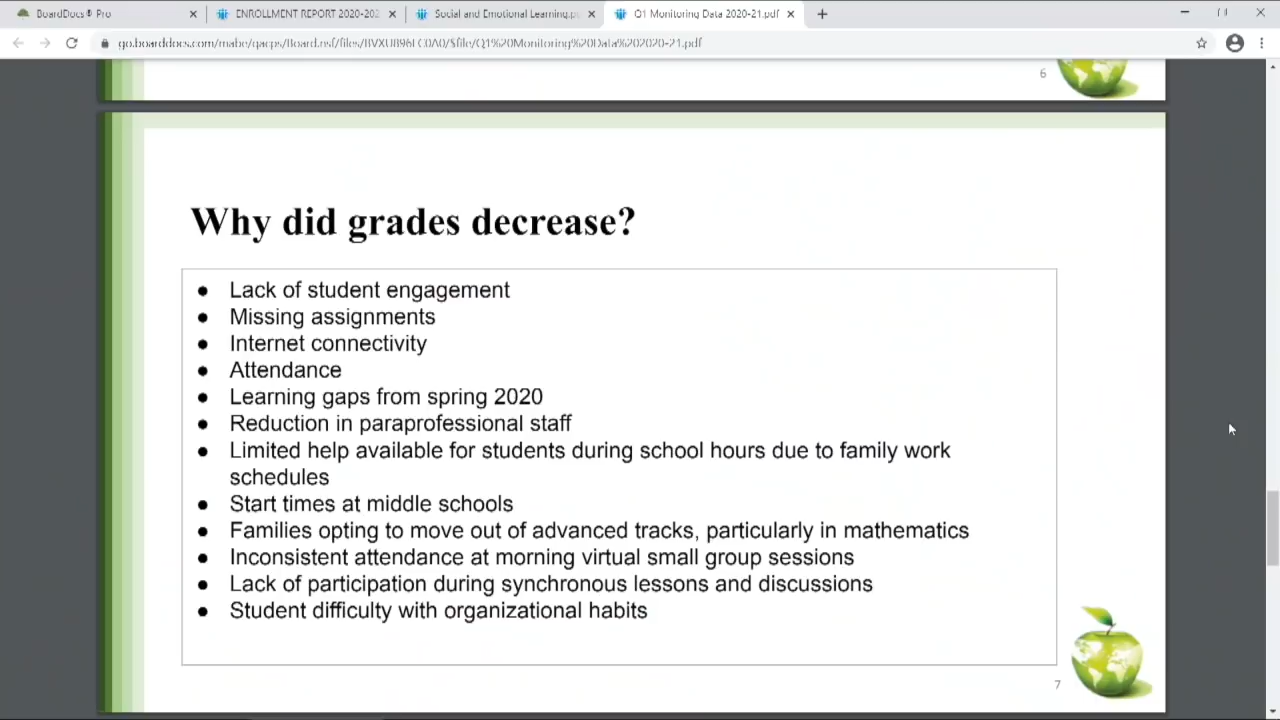 BoardDocs® Pro
ENROLLMENT REPORT 2020-202
Social and Emotional Learning.pd
Q1 Monitoring Data 2020-21.pdf
6
Why did grades decrease?
● Lack of student engagement
● Missing assignments
● Internet connectivity
● Attendance
● Learning gaps from spring 2020
● Reduction in paraprofessional staff
● Limited help available for students during school hours due to family work
schedules
● Start times at middle schools
● Families opting to move out of advanced tracks, particularly in mathematics
● Inconsistent attendance at morning virtual small group sessions
● Lack of participation during synchronous lessons and discussions
● Student difficulty with organizational habits
7